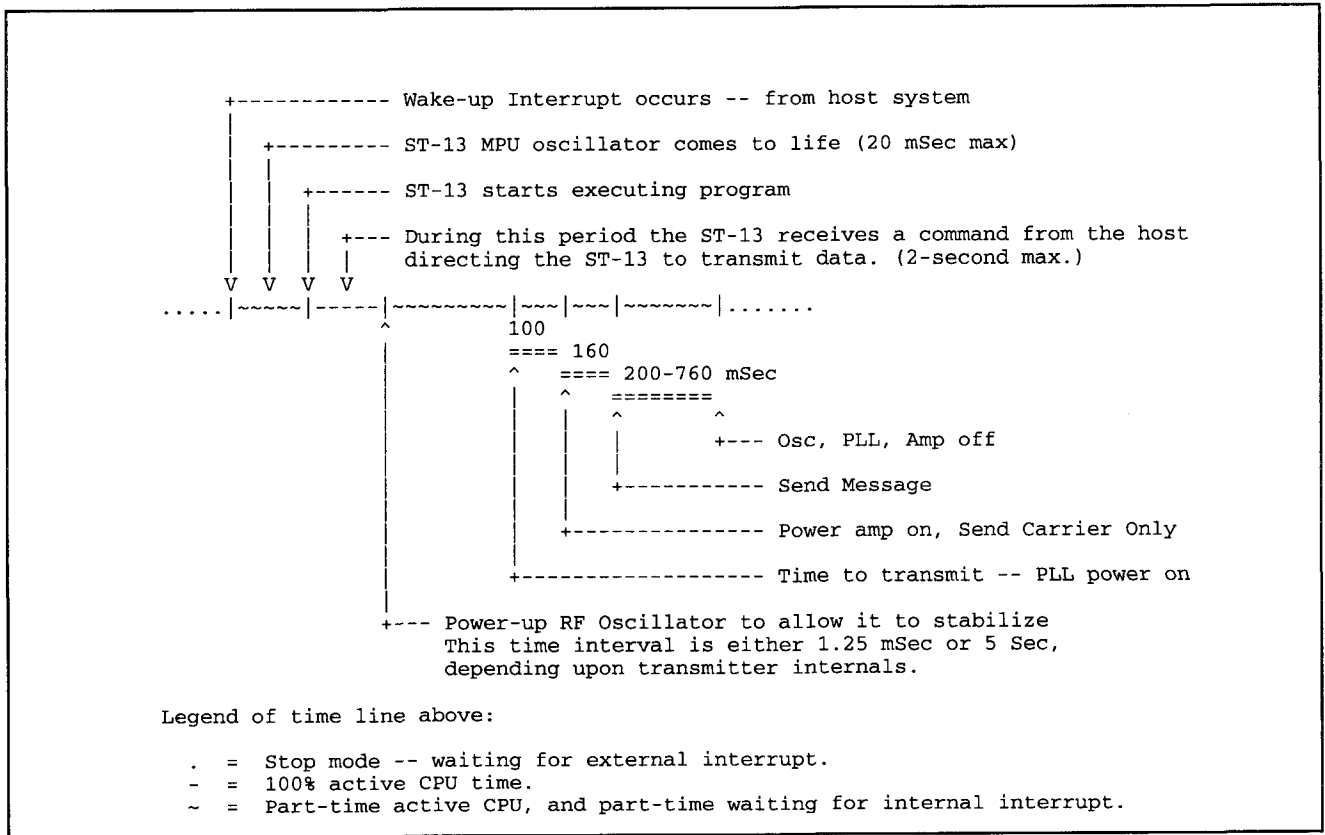 +------------ Wake-up Interrupt occurs -- from host system
+--------- ST-13 MPU oscillator comes to life (20 mSec max)
+------ ST-13 starts executing program
+--- During this period the ST-13 receives a command from the host
directing the ST-13 to transmit data. (2-second max.)
V V V V
.....|~~~~~|-----|~~~~~~~~~|~~~|~~~|~~~~~~~|.......
^ 100
==== 160
^ ==== 200-760 mSec
^ ========
^ ^
+--- Osc, PLL, Amp off
+----------- Send Message
+--------------- Power amp on, Send Carrier Only
+------------------- Time to transmit -- PLL power on
+--- Power-up RF Oscillator to allow it to stabilize
This time interval is either 1.25 mSec or 5 Sec,
depending upon transmitter internals.
Legend of time line above:
. = Stop mode -- waiting for external interrupt.
- = 100% active CPU time.
~ = Part-time active CPU, and part-time waiting for internal interrupt.